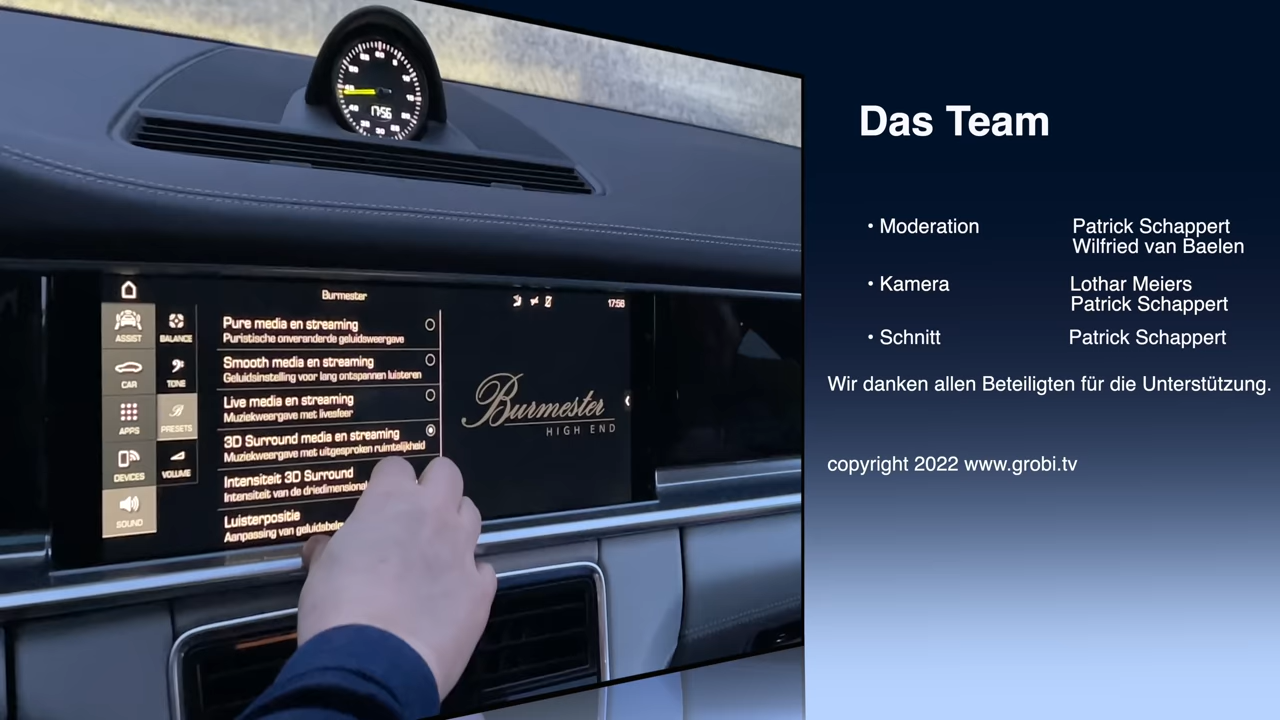 17:56
Burmester
17:56
ASSIST
BALANCE
CAR
TONE
APPS
PRESETS
DEVICES
VOLUME
SOUND
Pure media en streaming
Puristische onveranderde geluidsweergave
Smooth media en streaming
Geluidsinstelling voor lang ontspannen luisteren
Live media en streaming
Muziekweergave met livesfeer
3D Surround media en streaming
Muziekweergave met uitgesproken ruimtelijkheid
Intensiteit 3D Surround
Intensiteit van de driedimensional
Luisterpositie
Aanpassing van geluidsbele
Burmester
HIGH END
Das Team
• Moderation Patrick Schappert
Wilfried van Baelen
• Kamera Lothar Meiers
Patrick Schappert
• Schnitt Patrick Schappert
Wir danken allen Beteiligten für die Unterstützung.
copyright 2022 www.grobi.tv